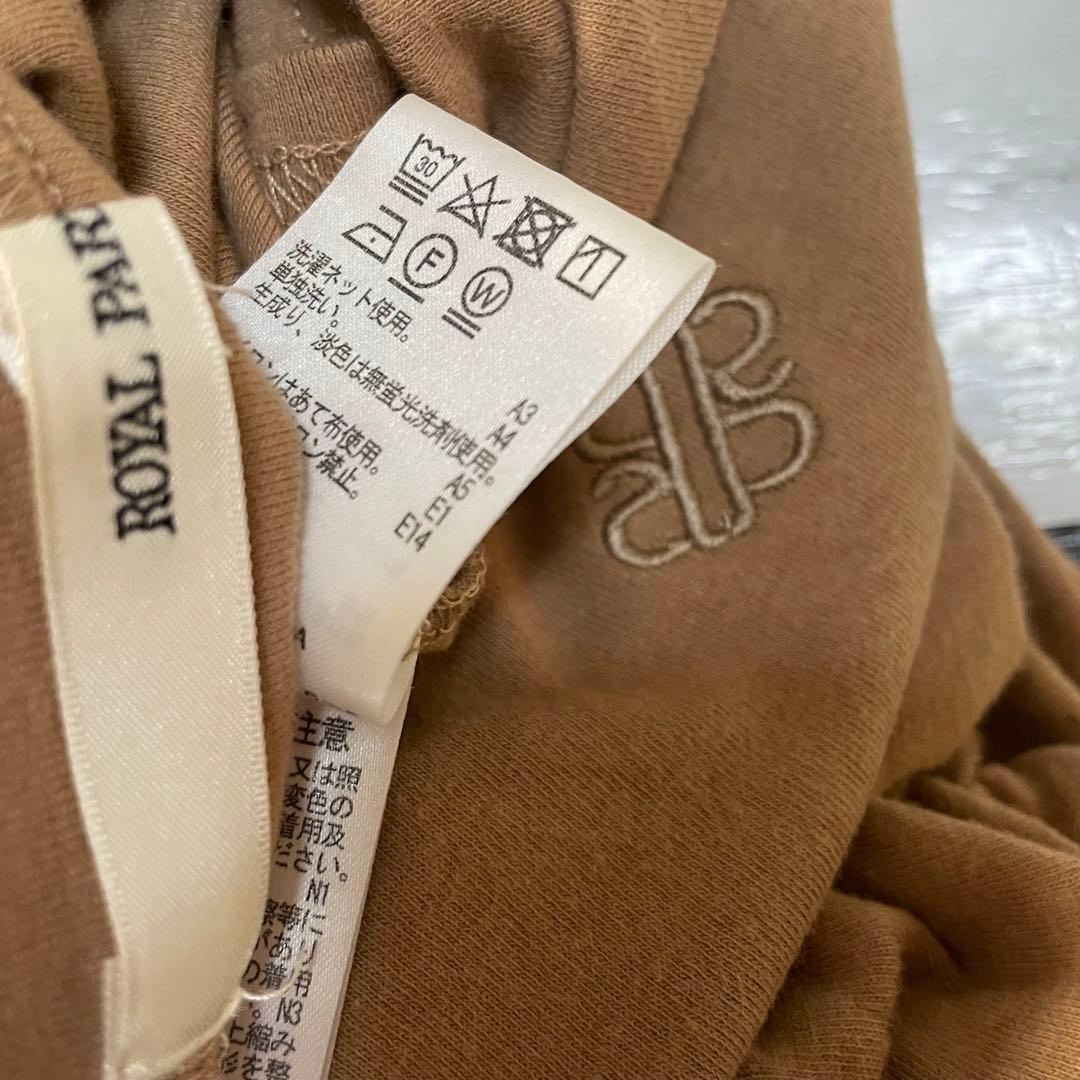 ROYAL PAR
30
F
W
洗濯ネット使用。 A3
単独洗い。 A4
生成り、淡色は無蛍光洗剤使用。 A5
はあて布使用。 E1
ン禁止。 E14
A
主意
又は照
変色の
着用及
ださい。
N1
等に
があり
の着用
N3
縮み
を整